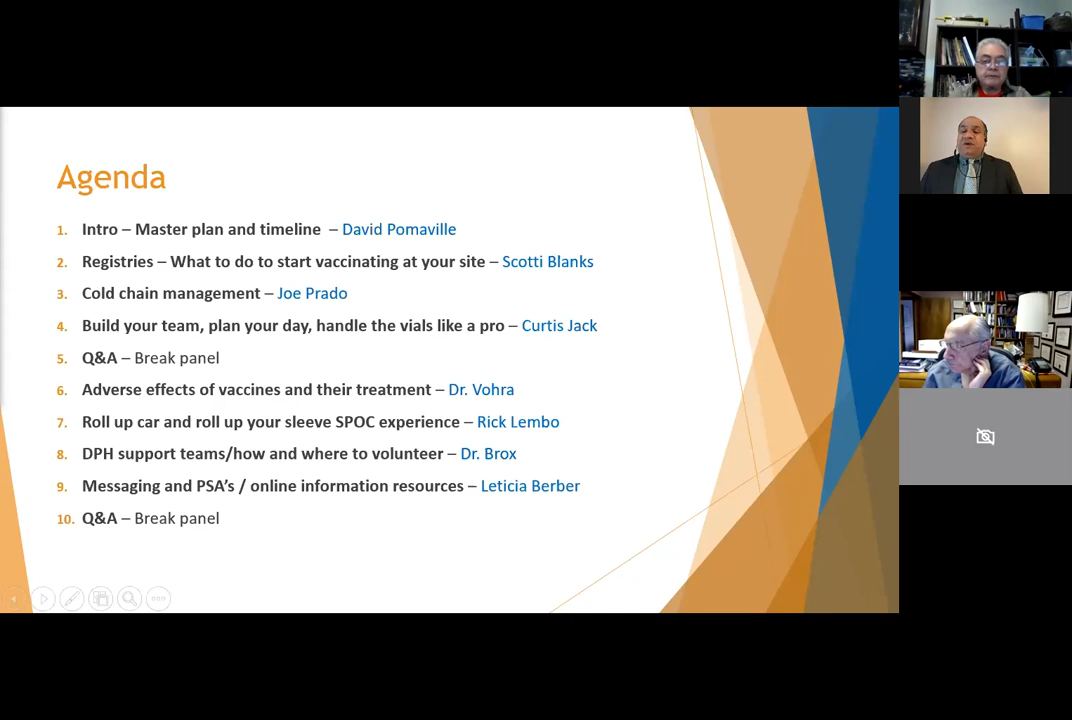 Agenda
1. Intro – Master plan and timeline – David Pomaville
2. Registries – What to do to start vaccinating at your site – Scotti Blanks
3. Cold chain management – Joe Prado
4. Build your team, plan your day, handle the vials like a pro – Curtis Jack
5. Q&A – Break panel
6. Adverse effects of vaccines and their treatment – Dr. Vohra
7. Roll up car and roll up your sleeve SPOC experience – Rick Lembo
8. DPH support teams/how and where to volunteer – Dr. Brox
9. Messaging and PSA’s / online information resources – Leticia Berber
10. Q&A – Break panel